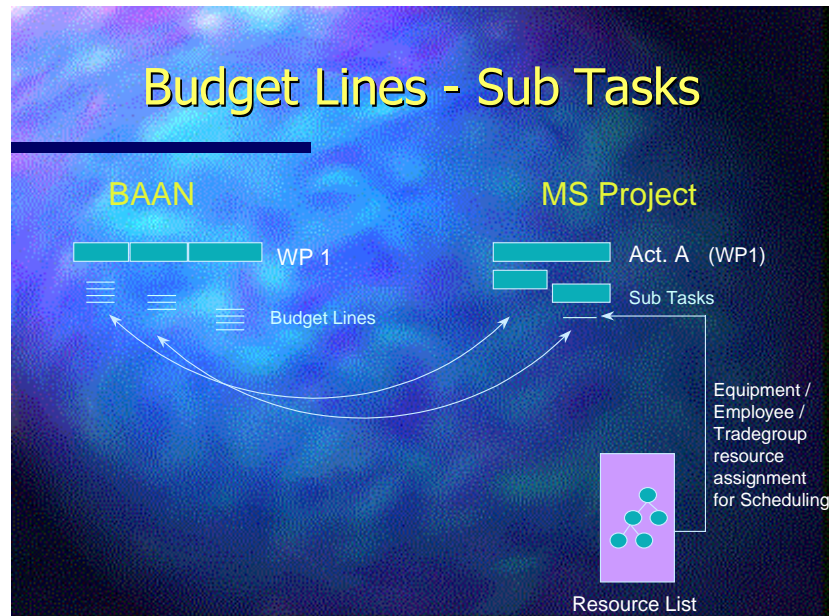 Budget Lines - Sub Tasks
BAAN
MS Project
WP 1
Act. A (WP1)
Sub Tasks
Budget Lines
Equipment /
Employee /
Tradegroup
resource
assignment
for Scheduling
Resource List